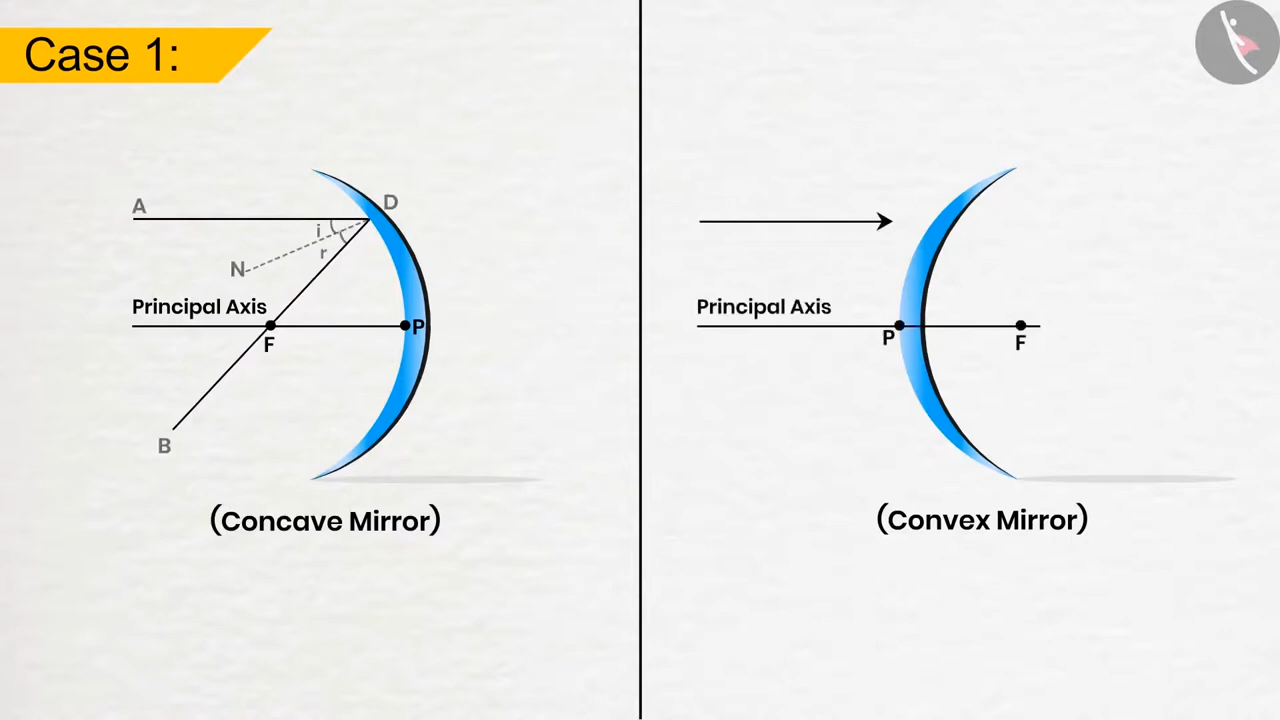 Case 1:
A
D
i
r
N
Principal Axis
F
P
B
(Concave Mirror)
Principal Axis
P
F
(Convex Mirror)